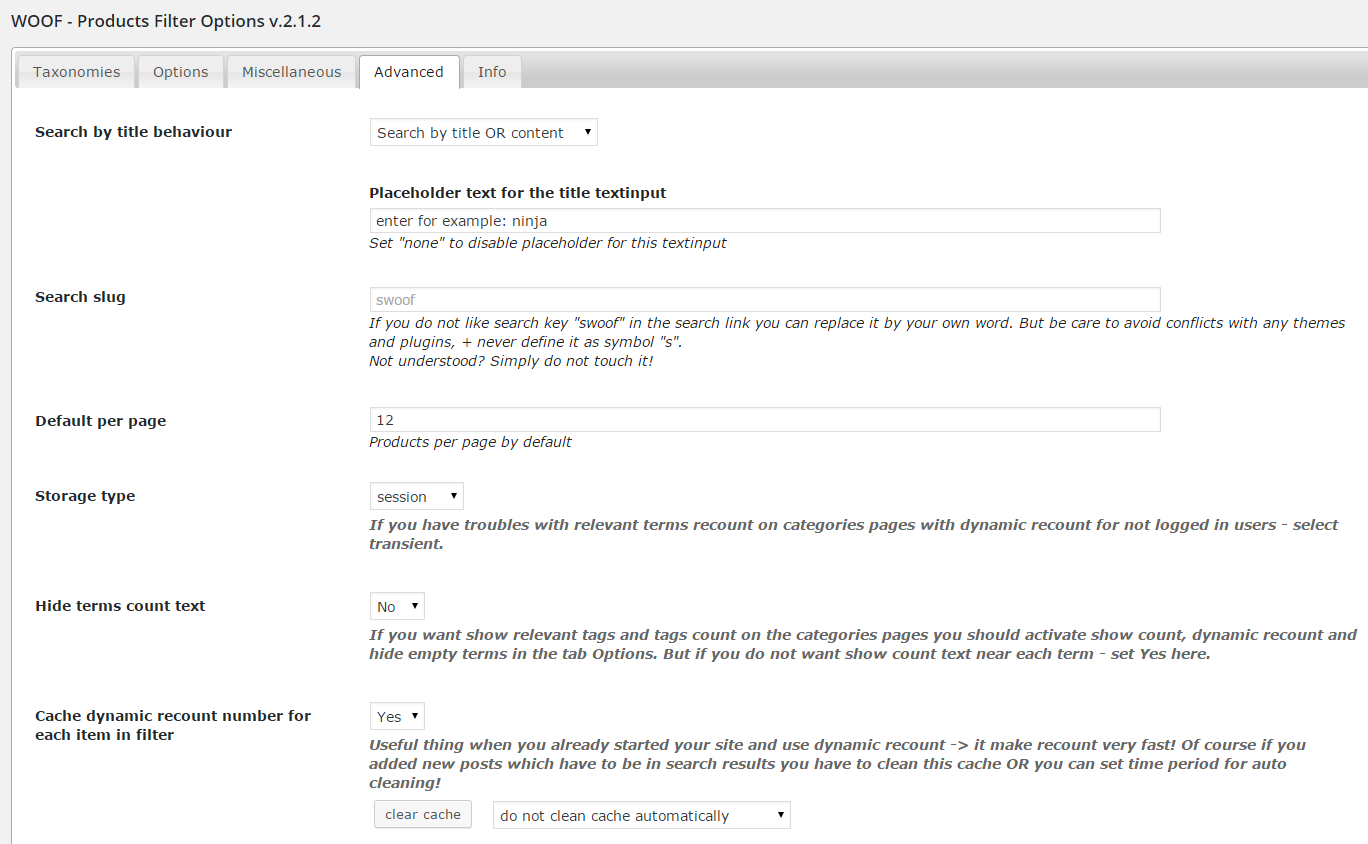 WOOF - Products Filter Options v.2.1.2
Taxonomies Options Miscellaneous Advanced Info
Search by title behaviour
Search by title OR content
Placeholder text for the title textinput
enter for example: ninja
Set "none" to disable placeholder for this textinput
Search slug
swoof
If you do not like search key "swoof" in the search link you can replace it by your own word. But be care to avoid conflicts with any themes
and plugins, + never define it as symbol "s".
Not understood? Simply do not touch it!
Default per page
12
Products per page by default
Storage type
session
If you have troubles with relevant terms recount on categories pages with dynamic recount for not logged in users - select
transient.
Hide terms count text
No
If you want show relevant tags and tags count on the categories pages you should activate show count, dynamic recount and
hide empty terms in the tab Options. But if you do not want show count text near each term - set Yes here.
Cache dynamic recount number for
each item in filter
Yes
Useful thing when you already started your site and use dynamic recount -> it make recount very fast! Of course if you
added new posts which have to be in search results you have to clean this cache OR you can set time period for auto
cleaning!
clear cache
do not clean cache automatically